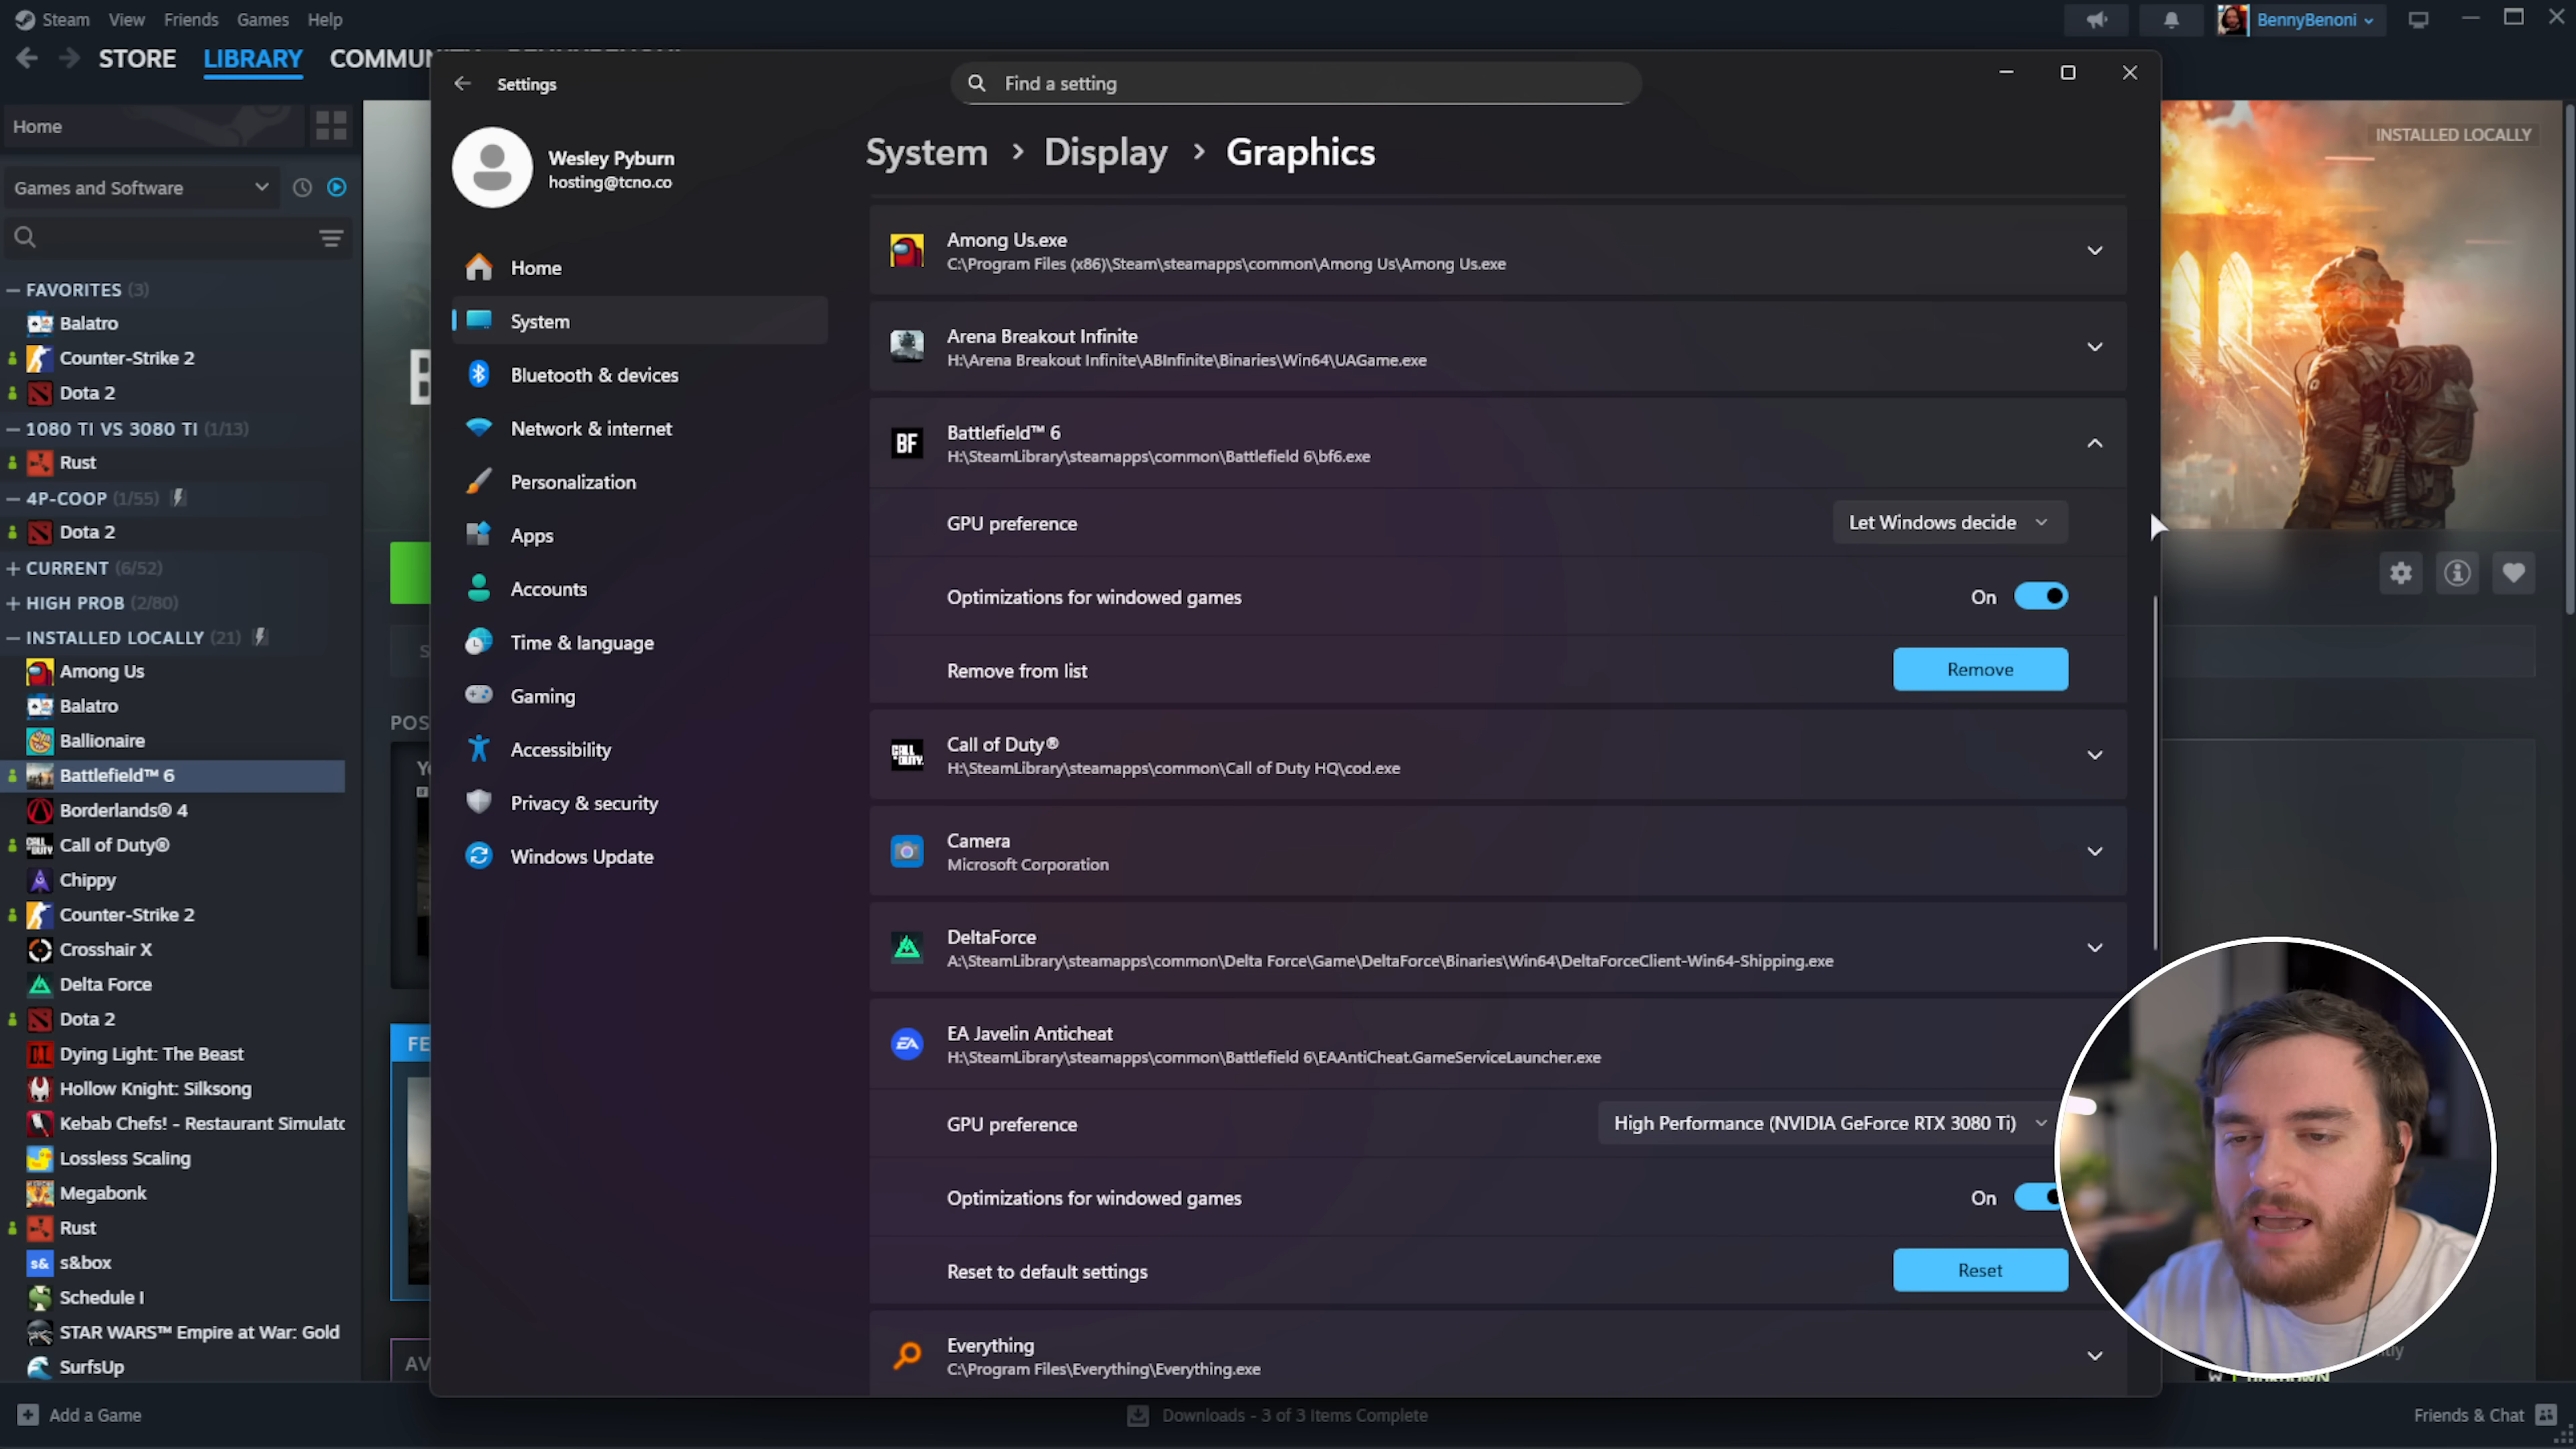 Steam View Friends Games Help
BennyBenoni
STORE LIBRARY
Home
Games and Software
FAVORITES (3)
Balatro
Counter-Strike 2
Dota 2
1080 TI VS 3080 TI (1/13)
Rust
4P-COOP (1/55)
Dota 2
CURRENT (6/52)
HIGH PROB (2/80)
INSTALLED LOCALLY (21)
Among Us
Balatro
Ballionaire
Battlefield™ 6
Borderlands® 4
Call of Duty®
Chippy
Counter-Strike 2
Crosshair X
Delta Force
Dota 2
Dying Light: The Beast
Hollow Knight: Silksong
Kebab Chefs! - Restaurant Simulato
Lossless Scaling
Megabonk
Rust
s&box
Schedule I
STAR WARS™ Empire at War: Gold
SurfsUp
Add a Game
Settings
Find a setting
Wesley Pyburn
hosting@tcno.co
Home
System
Bluetooth & devices
Network & internet
Personalization
Apps
Accounts
Time & language
Gaming
Accessibility
Privacy & security
Windows Update
System > Display > Graphics
Among Us.exe
C:\Program Files (x86)\Steam\steamapps\common\Among Us\Among Us.exe
Arena Breakout Infinite
H:\Arena Breakout Infinite\ABInfinite\Binaries\Win64\UAGame.exe
BF
Battlefield™ 6
H:\SteamLibrary\steamapps\common\Battlefield 6\bf6.exe
GPU preference
Let Windows decide
Optimizations for windowed games
On
Remove from list
Remove
Call of Duty®
H:\SteamLibrary\steamapps\common\Call of Duty HQ\cod.exe
Camera
Microsoft Corporation
DeltaForce
A:\SteamLibrary\steamapps\common\Delta Force\Game\DeltaForce\Binaries\Win64\DeltaForceClient-Win64-Shipping.exe
EA
EA Javelin Anticheat
H:\SteamLibrary\steamapps\common\Battlefield 6\EAAntiCheat.GameServiceLauncher.exe
GPU preference
High Performance (NVIDIA GeForce RTX 3080 Ti)
Optimizations for windowed games
On
Reset to default settings
Reset
Everything
C:\Program Files\Everything\Everything.exe
INSTALLED LOCALLY
Downloads - 3 of 3 Items Complete
Friends & Chat